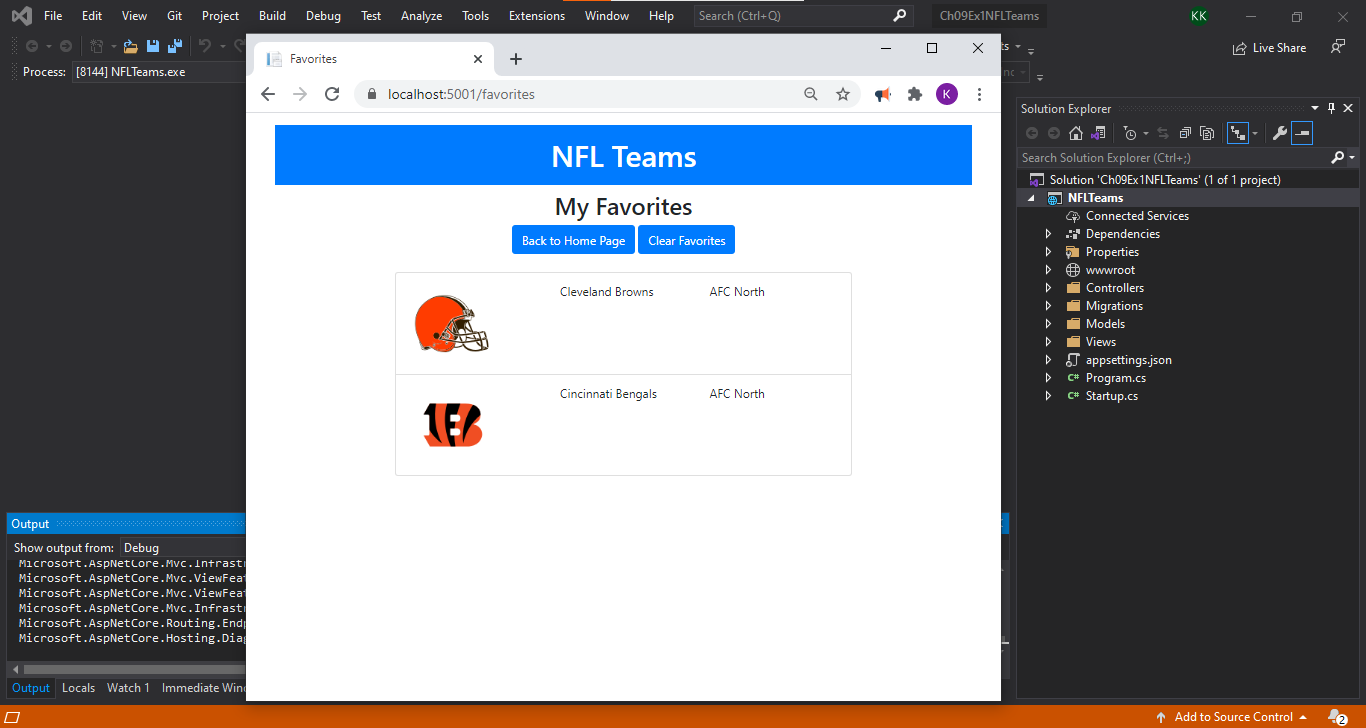 File Edit View Git Project Build Debug Test Analyze Tools Extensions Window Help Search (Ctrl+Q) Ch09Ex1NFLTeams KK
Live Share
Process: [8144] NFLTeams.exe
Favorites
localhost:5001/favorites
K
NFL Teams
My Favorites
Back to Home Page Clear Favorites
Cleveland Browns AFC North
Cincinnati Bengals AFC North
Solution Explorer
Search Solution Explorer (Ctrl+;)
Solution 'Ch09Ex1NFLTeams' (1 of 1 project)
NFLTeams
Connected Services
Dependencies
Properties
wwwroot
Controllers
Migrations
Models
Views
appsettings.json
C# Program.cs
C# Startup.cs
Output
Show output from: Debug
Microsoft.AspNetCore.Mvc.Infrastr
Microsoft.AspNetCore.Mvc.ViewFeat
Microsoft.AspNetCore.Mvc.ViewFeat
Microsoft.AspNetCore.Mvc.Infrastr
Microsoft.AspNetCore.Routing.Endp
Microsoft.AspNetCore.Hosting.Diag
Output Locals Watch 1 Immediate Wind
Add to Source Control 2